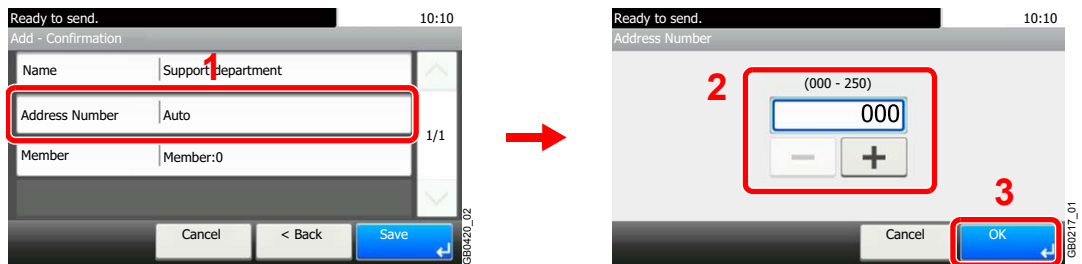 Ready to send. 10:10
Add - Confirmation
1
Name Support department
Address Number Auto
1/1
Member Member:0
Cancel < Back Save
GB0420_02
Ready to send. 10:10
Address Number
2
(000 - 250)
000
3
Cancel OK
GB0217_01